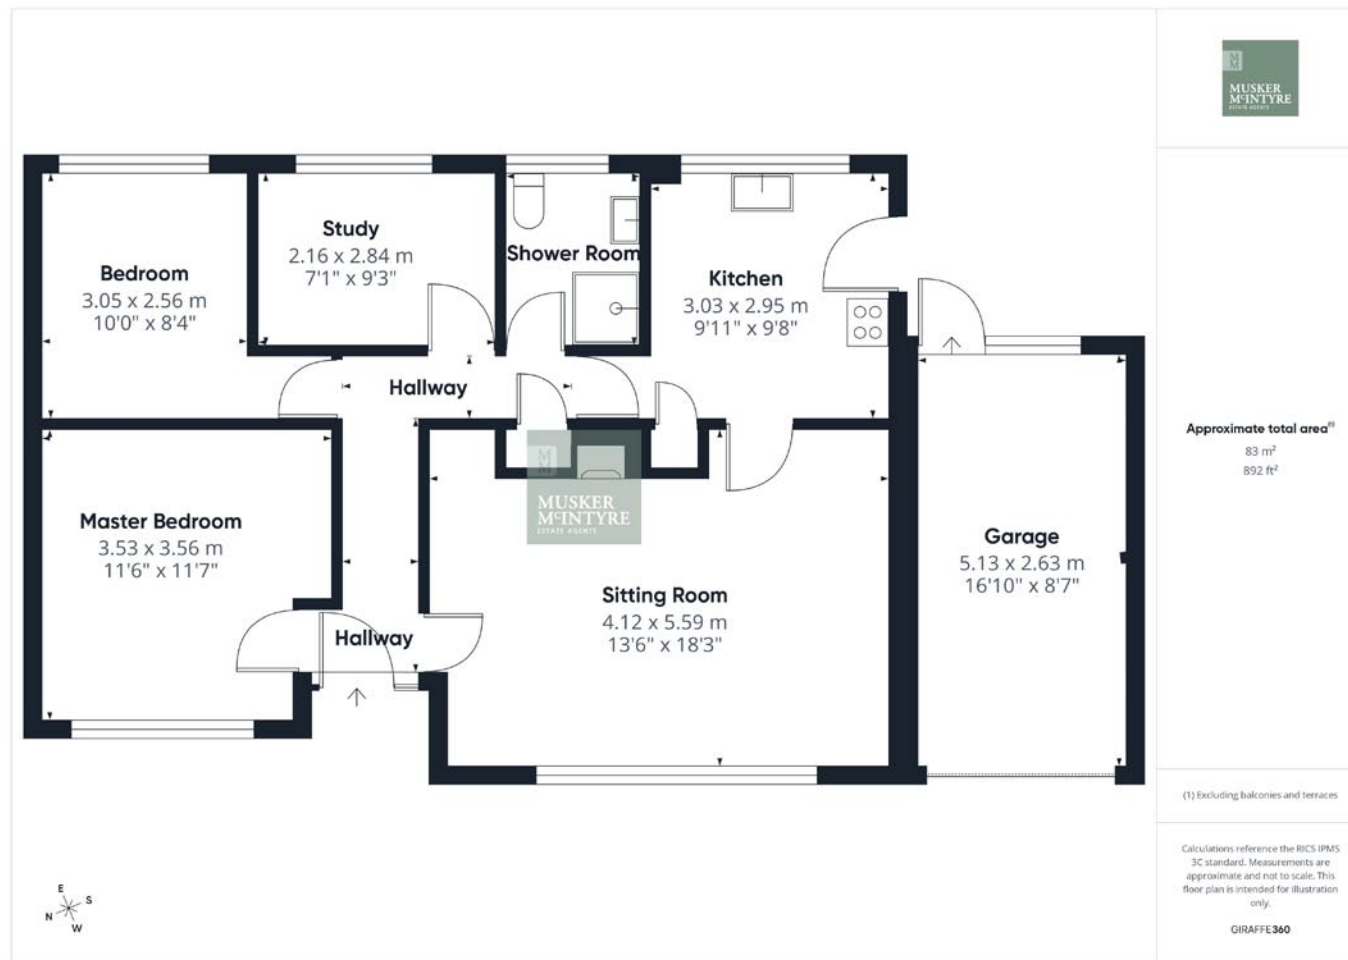 MUSKER
McINTYRE
ESTATE AGENTS
Bedroom
3.05 x 2.56 m
10'0" x 8'4"
Study
2.16 x 2.84 m
7'1" x 9'3"
Shower Room
Kitchen
3.03 x 2.95 m
9'11" x 9'8"
Hallway
Master Bedroom
3.53 x 3.56 m
11'6" x 11'7"
MUSKER
McINTYRE
ESTATE AGENTS
Hallway
Sitting Room
4.12 x 5.59 m
13'6" x 18'3"
Garage
5.13 x 2.63 m
16'10" x 8'7"
Approximate total area(1)
83 m²
892 ft²
(1) Excluding balconies and terraces
Calculations reference the RICS IPMS
3C standard. Measurements are
approximate and not to scale. This
floor plan is intended for illustration
only.
GIRAFFE360
E
S
N
W